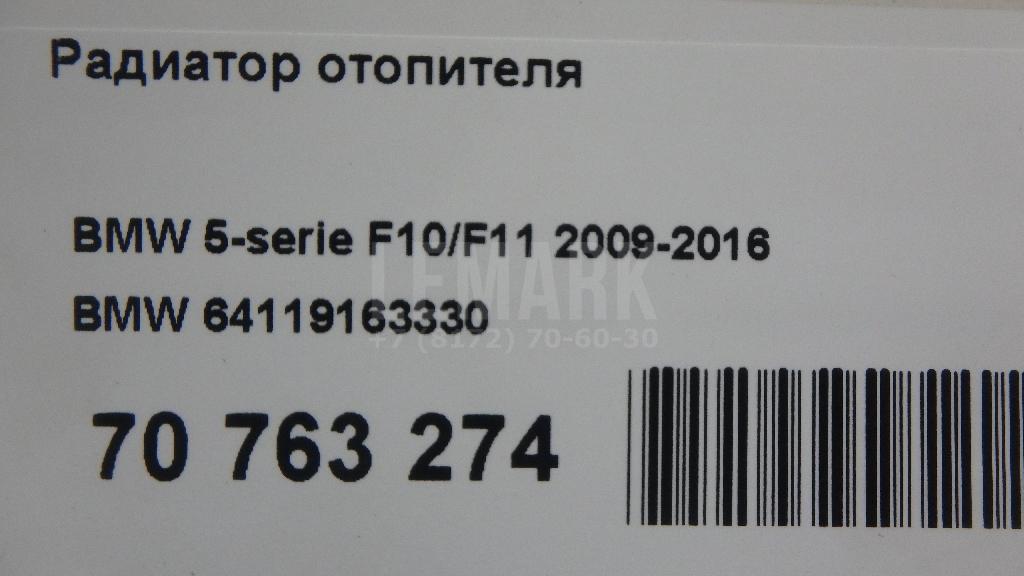 Радиатор отопителя
BMW 5-serie F10/F11 2009-2016
LEMARK
BMW 64119163330
+7 (8172) 70-60-30
70 763 274